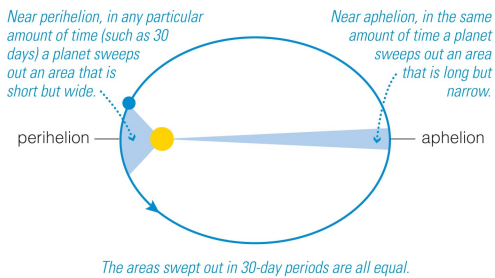 Near perihelion, in any particular
amount of time (such as 30
days) a planet sweeps
out an area that is
short but wide.
Near aphelion, in the same
amount of time a planet
sweeps out an area
that is long but
narrow.
perihelion
aphelion
The areas swept out in 30-day periods are all equal.